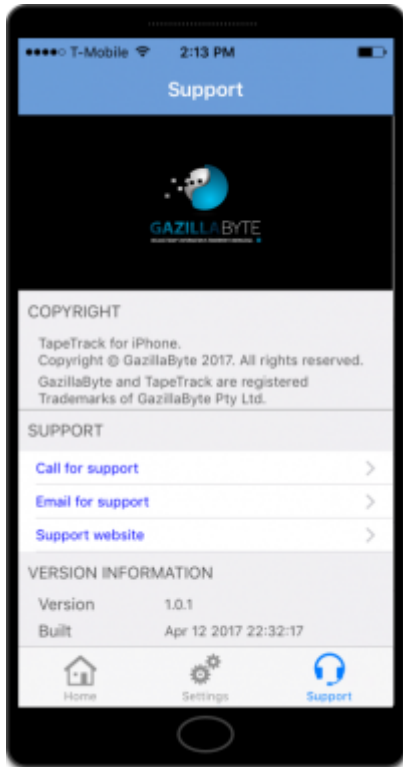 T-Mobile 2:13 PM
Support
GAZILLABYTE
COPYRIGHT
TapeTrack for iPhone.
Copyright © GazillaByte 2017. All rights reserved.
GazillaByte and TapeTrack are registered
Trademarks of GazillaByte Pty Ltd.
SUPPORT
Call for support
Email for support
Support website
VERSION INFORMATION
Version 1.0.1
Built Apr 12 2017 22:32:17
Home Settings Support